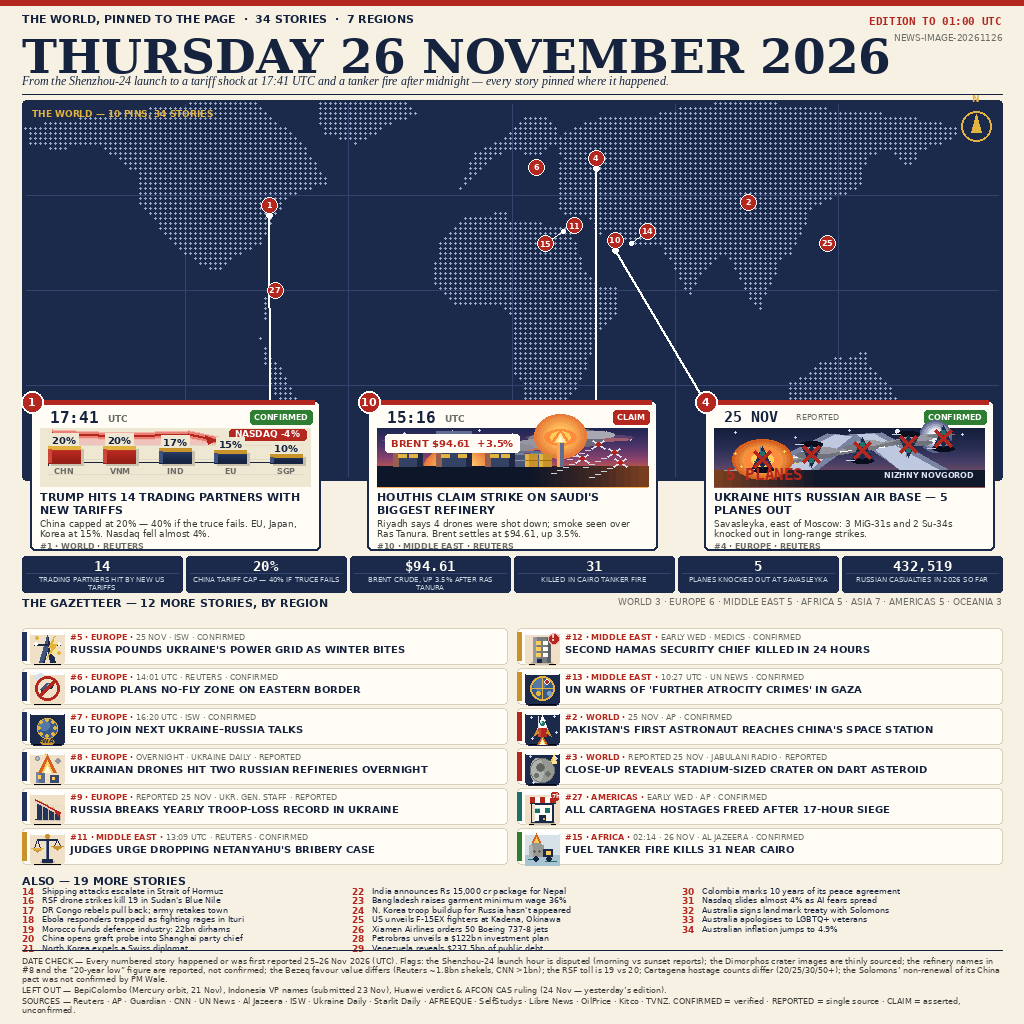 THE WORLD, PINNED TO THE PAGE · 34 STORIES · 7 REGIONS
EDITION TO 01:00 UTC
NEWS-IMAGE-20261126
THURSDAY 26 NOVEMBER 2026
From the Shenzhou-24 launch to a tariff shock at 17:41 UTC and a tanker fire after midnight — every story pinned where it happened.
THE WORLD — 10 PINS, 34 STORIES
N
6
4
1
2
11
14
15
10
25
27
1
17:41 UTC
CONFIRMED
NASDAQ -4%
20%
20%
17%
15%
10%
CHN
VNM
IND
EU
SGP
TRUMP HITS 14 TRADING PARTNERS WITH
NEW TARIFFS
China capped at 20% — 40% if the truce fails. EU, Japan,
Korea at 15%. Nasdaq fell almost 4%.
#1 · WORLD · REUTERS
10
15:16 UTC
CLAIM
BRENT $94.61 +3.5%
HOUTHIS CLAIM STRIKE ON SAUDI'S
BIGGEST REFINERY
Riyadh says 4 drones were shot down; smoke seen over
Ras Tanura. Brent settles at $94.61, up 3.5%.
#10 · MIDDLE EAST · REUTERS
4
25 NOV REPORTED
CONFIRMED
5 PLANES
NIZHNY NOVGOROD
UKRAINE HITS RUSSIAN AIR BASE — 5
PLANES OUT
Savasleyka, east of Moscow: 3 MiG-31s and 2 Su-34s
knocked out in long-range strikes.
#4 · EUROPE · REUTERS
14
TRADING PARTNERS HIT BY NEW US
TARIFFS
20%
CHINA TARIFF CAP — 40% IF TRUCE FAILS
$94.61
BRENT CRUDE, UP 3.5% AFTER RAS
TANURA
31
KILLED IN CAIRO TANKER FIRE
5
PLANES KNOCKED OUT AT SAVASLEYKA
432,519
RUSSIAN CASUALTIES IN 2026 SO FAR
THE GAZETTEER — 12 MORE STORIES, BY REGION
WORLD 3 · EUROPE 6 · MIDDLE EAST 5 · AFRICA 5 · ASIA 7 · AMERICAS 5 · OCEANIA 3
#5 · EUROPE · 25 NOV · ISW · CONFIRMED
RUSSIA POUNDS UKRAINE'S POWER GRID AS WINTER BITES
#6 · EUROPE · 14:01 UTC · REUTERS · CONFIRMED
POLAND PLANS NO-FLY ZONE ON EASTERN BORDER
#7 · EUROPE · 16:20 UTC · ISW · CONFIRMED
EU TO JOIN NEXT UKRAINE–RUSSIA TALKS
#8 · EUROPE · OVERNIGHT · UKRAINE DAILY · REPORTED
UKRAINIAN DRONES HIT TWO RUSSIAN REFINERIES OVERNIGHT
#9 · EUROPE · REPORTED 25 NOV · UKR. GEN. STAFF · REPORTED
RUSSIA BREAKS YEARLY TROOP-LOSS RECORD IN UKRAINE
#11 · MIDDLE EAST · 13:09 UTC · REUTERS · CONFIRMED
JUDGES URGE DROPPING NETANYAHU'S BRIBERY CASE
#12 · MIDDLE EAST · EARLY WED · MEDICS · CONFIRMED
SECOND HAMAS SECURITY CHIEF KILLED IN 24 HOURS
#13 · MIDDLE EAST · 10:27 UTC · UN NEWS · CONFIRMED
UN WARNS OF 'FURTHER ATROCITY CRIMES' IN GAZA
#2 · WORLD · 25 NOV · AP · CONFIRMED
PAKISTAN'S FIRST ASTRONAUT REACHES CHINA'S SPACE STATION
#3 · WORLD · REPORTED 25 NOV · JABULANI RADIO · REPORTED
CLOSE-UP REVEALS STADIUM-SIZED CRATER ON DART ASTEROID
#27 · AMERICAS · EARLY WED · AP · CONFIRMED
ALL CARTAGENA HOSTAGES FREED AFTER 17-HOUR SIEGE
#15 · AFRICA · 02:14 · 26 NOV · AL JAZEERA · CONFIRMED
FUEL TANKER FIRE KILLS 31 NEAR CAIRO
ALSO — 19 MORE STORIES
14 Shipping attacks escalate in Strait of Hormuz
16 RSF drone strikes kill 19 in Sudan's Blue Nile
17 DR Congo rebels pull back; army retakes town
18 Ebola responders trapped as fighting rages in Ituri
19 Morocco funds defence industry: 22bn dirhams
20 China opens graft probe into Shanghai party chief
21 North Korea expels a Swiss diplomat
22 India announces Rs 15,000 cr package for Nepal
23 Bangladesh raises garment minimum wage 36%
24 N. Korea troop buildup for Russia hasn't appeared
25 US unveils F-15EX fighters at Kadena, Okinawa
26 Xiamen Airlines orders 50 Boeing 737-8 jets
28 Petrobras unveils a $122bn investment plan
29 Venezuela reveals $237.5bn of public debt
30 Colombia marks 10 years of its peace agreement
31 Nasdaq slides almost 4% as AI fears spread
32 Australia signs landmark treaty with Solomons
33 Australia apologises to LGBTQ+ veterans
34 Australian inflation jumps to 4.9%
DATE CHECK — Every numbered story happened or was first reported 25–26 Nov 2026 (UTC). Flags: the Shenzhou-24 launch hour is disputed (morning vs sunset reports); the Dimorphos crater images are thinly sourced; the refinery names in
#8 and the “20-year low” figure are reported, not confirmed; the Bezeq favour value differs (Reuters ~1.8bn shekels, CNN >1bn); the RSF toll is 19 vs 20; Cartagena hostage counts differ (20/25/30/50+); the Solomons' non-renewal of its China
pact was not confirmed by PM Wale.
LEFT OUT — BepiColombo (Mercury orbit, 21 Nov), Indonesia VP names (submitted 23 Nov), Huawei verdict & AFCON CAS ruling (24 Nov — yesterday's edition).
SOURCES — Reuters · AP · Guardian · CNN · UN News · Al Jazeera · ISW · Ukraine Daily · Starlit Daily · AFREEQUE · SelfStudys · Libre News · OilPrice · Kitco · TVNZ. CONFIRMED = verified · REPORTED = single source · CLAIM = asserted,
unconfirmed.